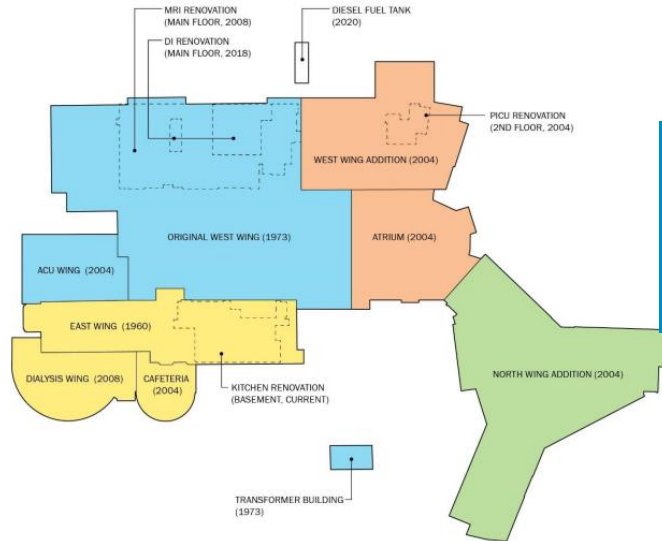 MRI RENOVATION
(MAIN FLOOR, 2008)
DI RENOVATION
(MAIN FLOOR, 2018)
DIESEL FUEL TANK
(2020)
PICU RENOVATION
(2ND FLOOR, 2004)
WEST WING ADDITION (2004)
ORIGINAL WEST WING (1973)
ATRIUM (2004)
ACU WING (2004)
EAST WING (1960)
DIALYSIS WING (2008)
CAFETERIA
(2004)
KITCHEN RENOVATION
(BASEMENT, CURRENT)
NORTH WING ADDITION (2004)
TRANSFORMER BUILDING
(1973)